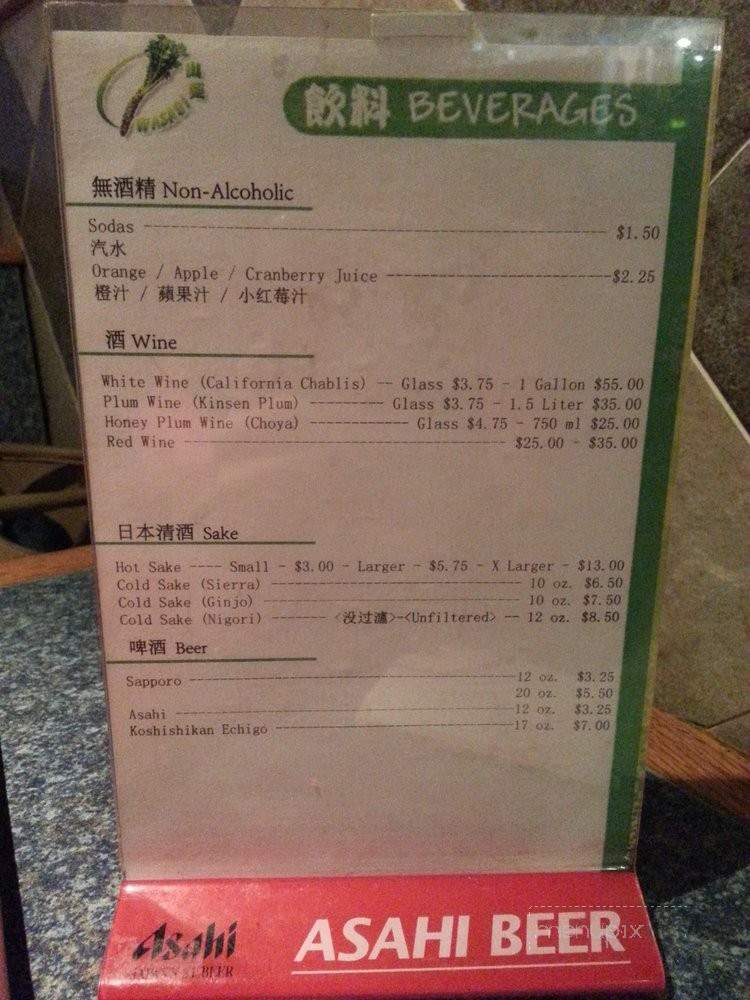 WASABI
飲料 BEVERAGES
無酒精 Non-Alcoholic
Sodas $1.50
汽水
Orange / Apple / Cranberry Juice $2.25
橙汁 / 蘋果汁 / 小红莓汁
酒 Wine
White Wine (California Chablis) -- Glass $3.75 - 1 Gallon $55.00
Plum Wine (Kinsen Plum) Glass $3.75 - 1.5 Liter $35.00
Honey Plum Wine (Choya) Glass $4.75 - 750 ml $25.00
Red Wine $25.00 - $35.00
日本清酒 Sake
Hot Sake ---- Small - $3.00 - Larger - $5.75 - X Larger - $13.00
Cold Sake (Sierra) 10 oz. $6.50
Cold Sake (Ginjo) 10 oz. $7.50
Cold Sake (Nigori) <没过濾>-<Unfiltered> -- 12 oz. $8.50
啤酒 Beer
Sapporo 12 oz. $3.25
20 oz. $5.50
Asahi 12 oz. $3.25
Koshishikan Echigo 17 oz. $7.00
Asahi ASAHI BEER
menupix